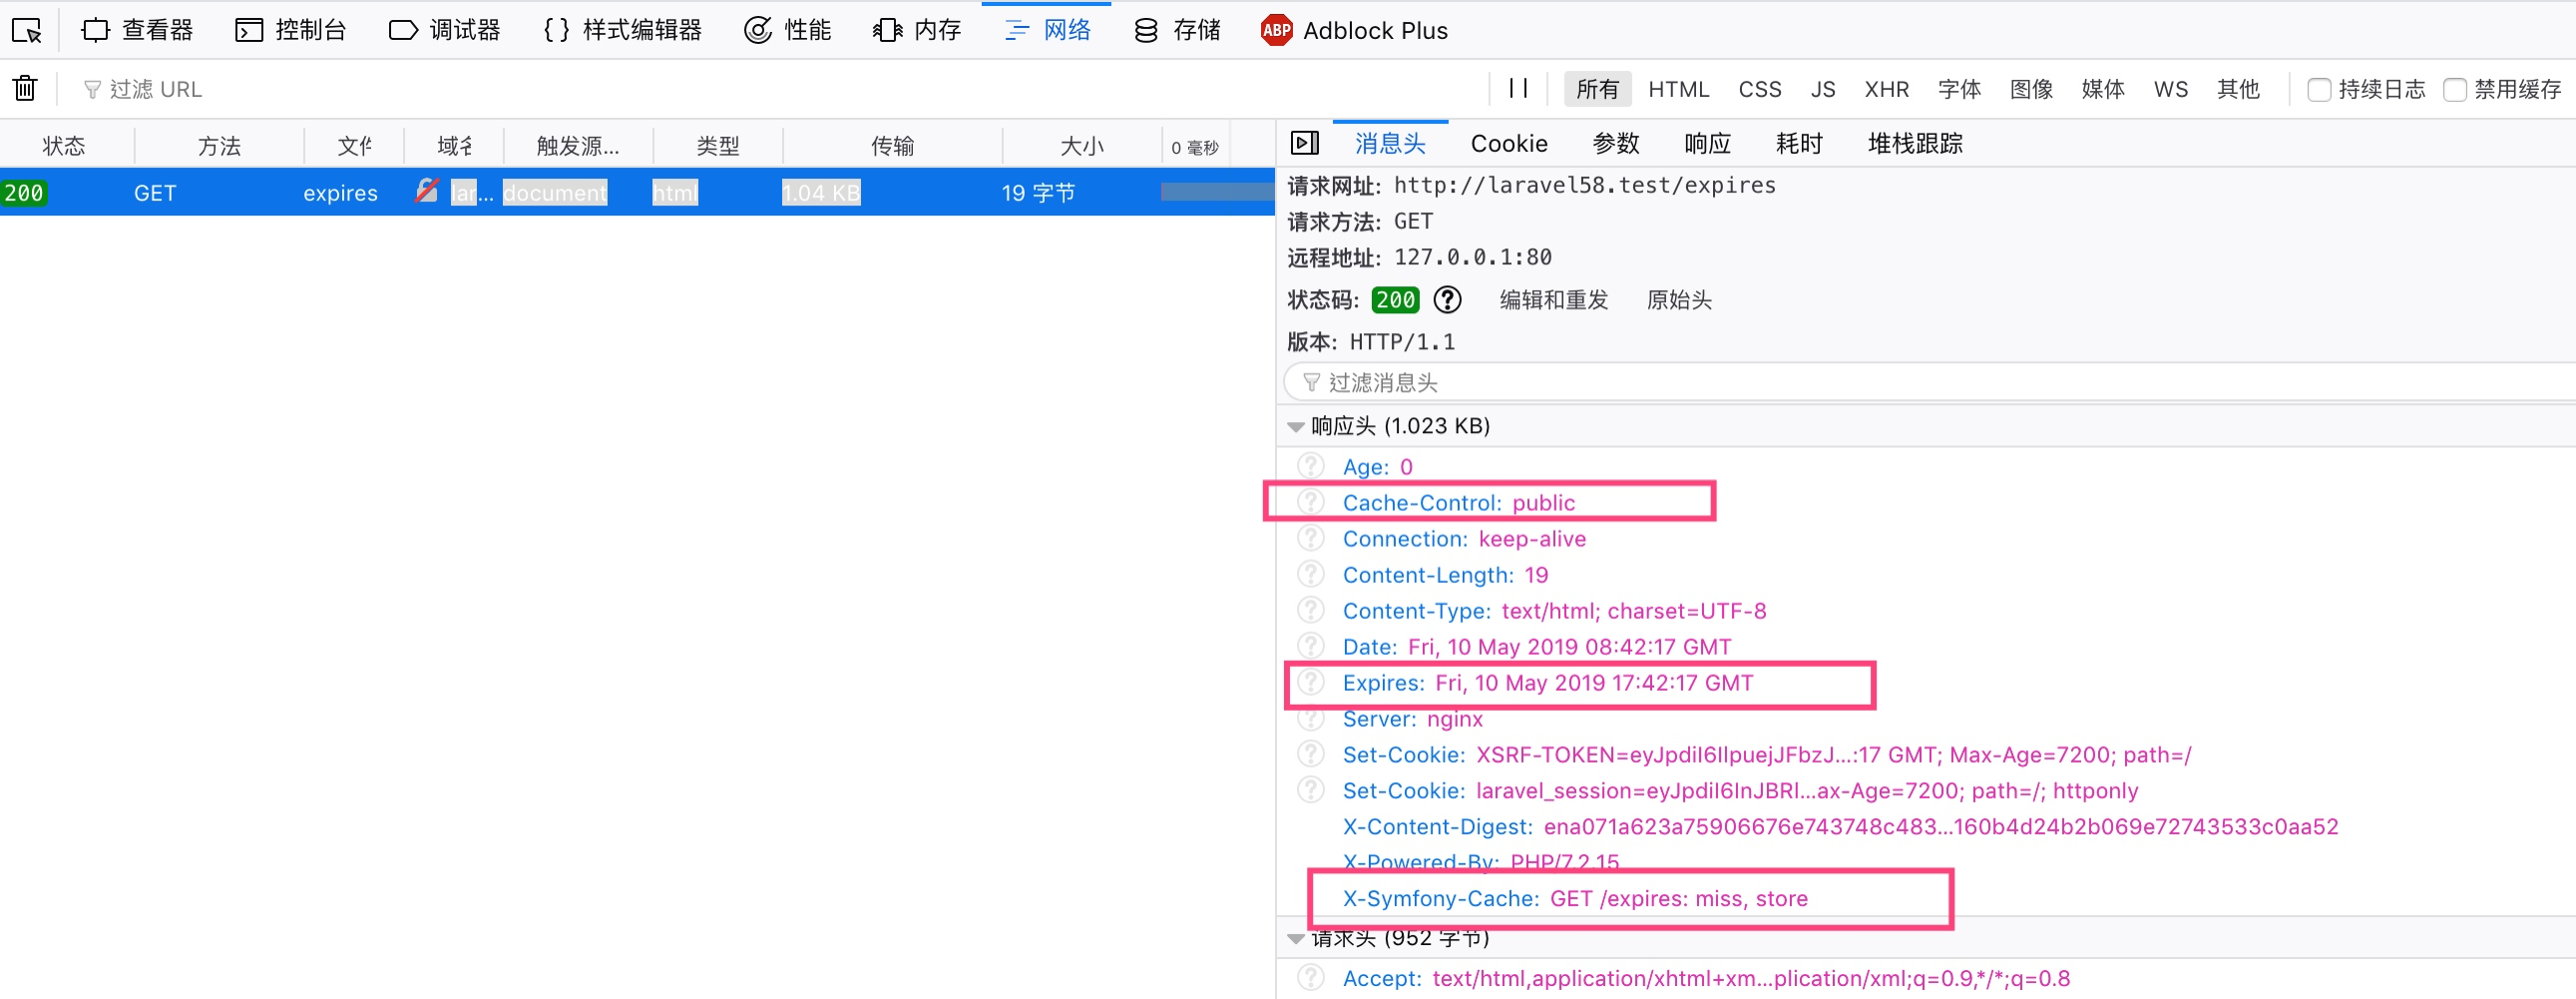 查看器 控制台 调试器 {} 样式编辑器 性能 内存 网络 存储 ABP Adblock Plus
过滤 URL 所有 HTML CSS JS XHR 字体 图像 媒体 WS 其他 持续日志 禁用缓存
状态 方法 文件 域名 触发源... 类型 传输 大小 0 毫秒
消息头 Cookie 参数 响应 耗时 堆栈跟踪
200 GET expires lar... document html 1.04 KB 19 字节
请求网址: http://laravel58.test/expires
请求方法: GET
远程地址: 127.0.0.1:80
状态码: 200 ? 编辑和重发 原始头
版本: HTTP/1.1
过滤消息头
响应头 (1.023 KB)
? Age: 0
? Cache-Control: public
? Connection: keep-alive
? Content-Length: 19
? Content-Type: text/html; charset=UTF-8
? Date: Fri, 10 May 2019 08:42:17 GMT
? Expires: Fri, 10 May 2019 17:42:17 GMT
? Server: nginx
? Set-Cookie: XSRF-TOKEN=eyJpdiI6IlpuejJFbzJ...:17 GMT; Max-Age=7200; path=/
? Set-Cookie: laravel_session=eyJpdiI6InJBRl...ax-Age=7200; path=/; httponly
X-Content-Digest: ena071a623a75906676e743748c483...160b4d24b2b069e72743533c0aa52
X-Powered-By: PHP/7.2.15
X-Symfony-Cache: GET /expires: miss, store
请求头 (952 字节)
? Accept: text/html,application/xhtml+xm...plication/xml;q=0.9,*/*;q=0.8